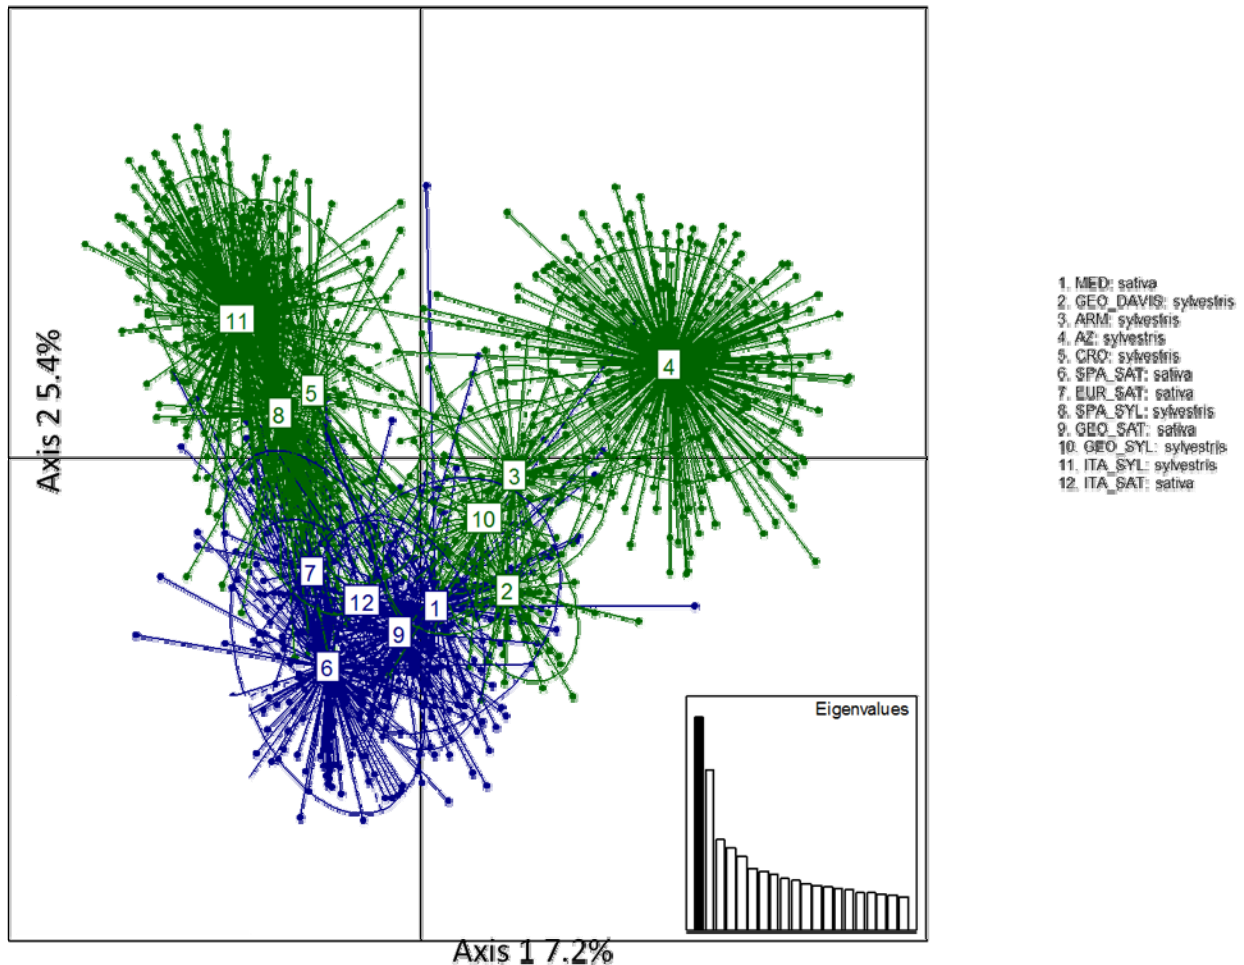 11
4
5
8
3
10
7
2
12
1
9
6
Axis 2 5.4%
Axis 1 7.2%
Eigenvalues
1. MED: sativa
2. GEO_DAVIS: sylvestris
3. ARM: sylvestris
4. AZ: sylvestris
5. CRO: sylvestris
6. SPA_SAT: sativa
7. EUR_SAT: sativa
8. SPA_SYL: sylvestris
9. GEO_SAT: sativa
10. GEO_SYL: sylvestris
11. ITA_SYL: sylvestris
12. ITA_SAT: sativa